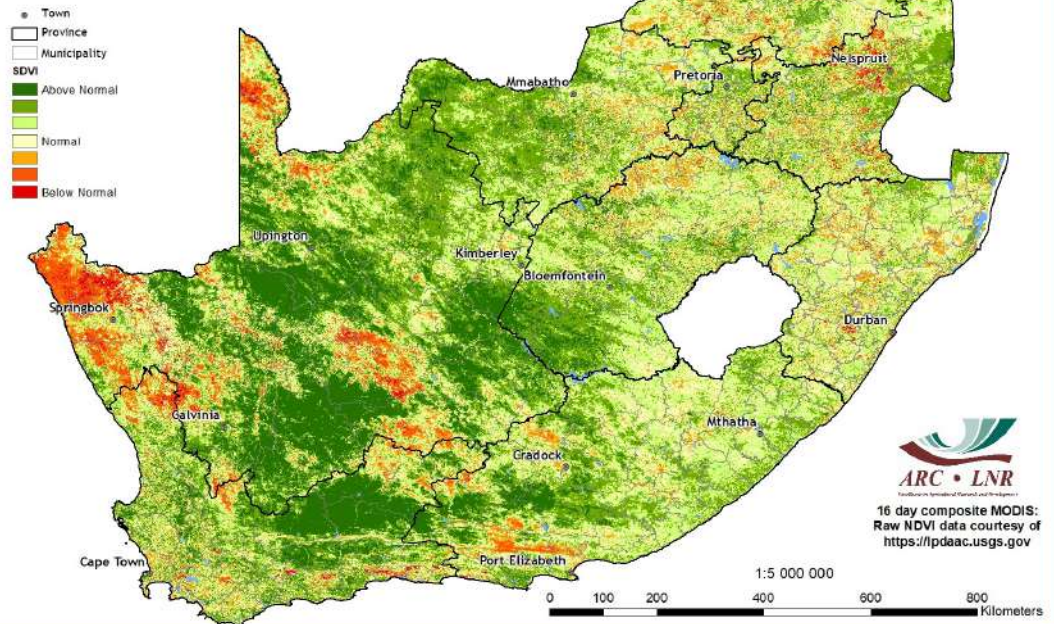 Town
Province
Municipality
SDVI
Above Normal
Normal
Below Normal
Nelspruit
Pretoria
Mmabatho
Upington
Kimberley
Bloemfontein
Springbok
Durban
Calvinia
Mthatha
Cradock
Cape Town
Port Elizabeth
ARC • LNR
16 day composite MODIS:
Raw NDVI data courtesy of
https://lpdaac.usgs.gov
1:5 000 000
0 100 200 400 600 800
Kilometers